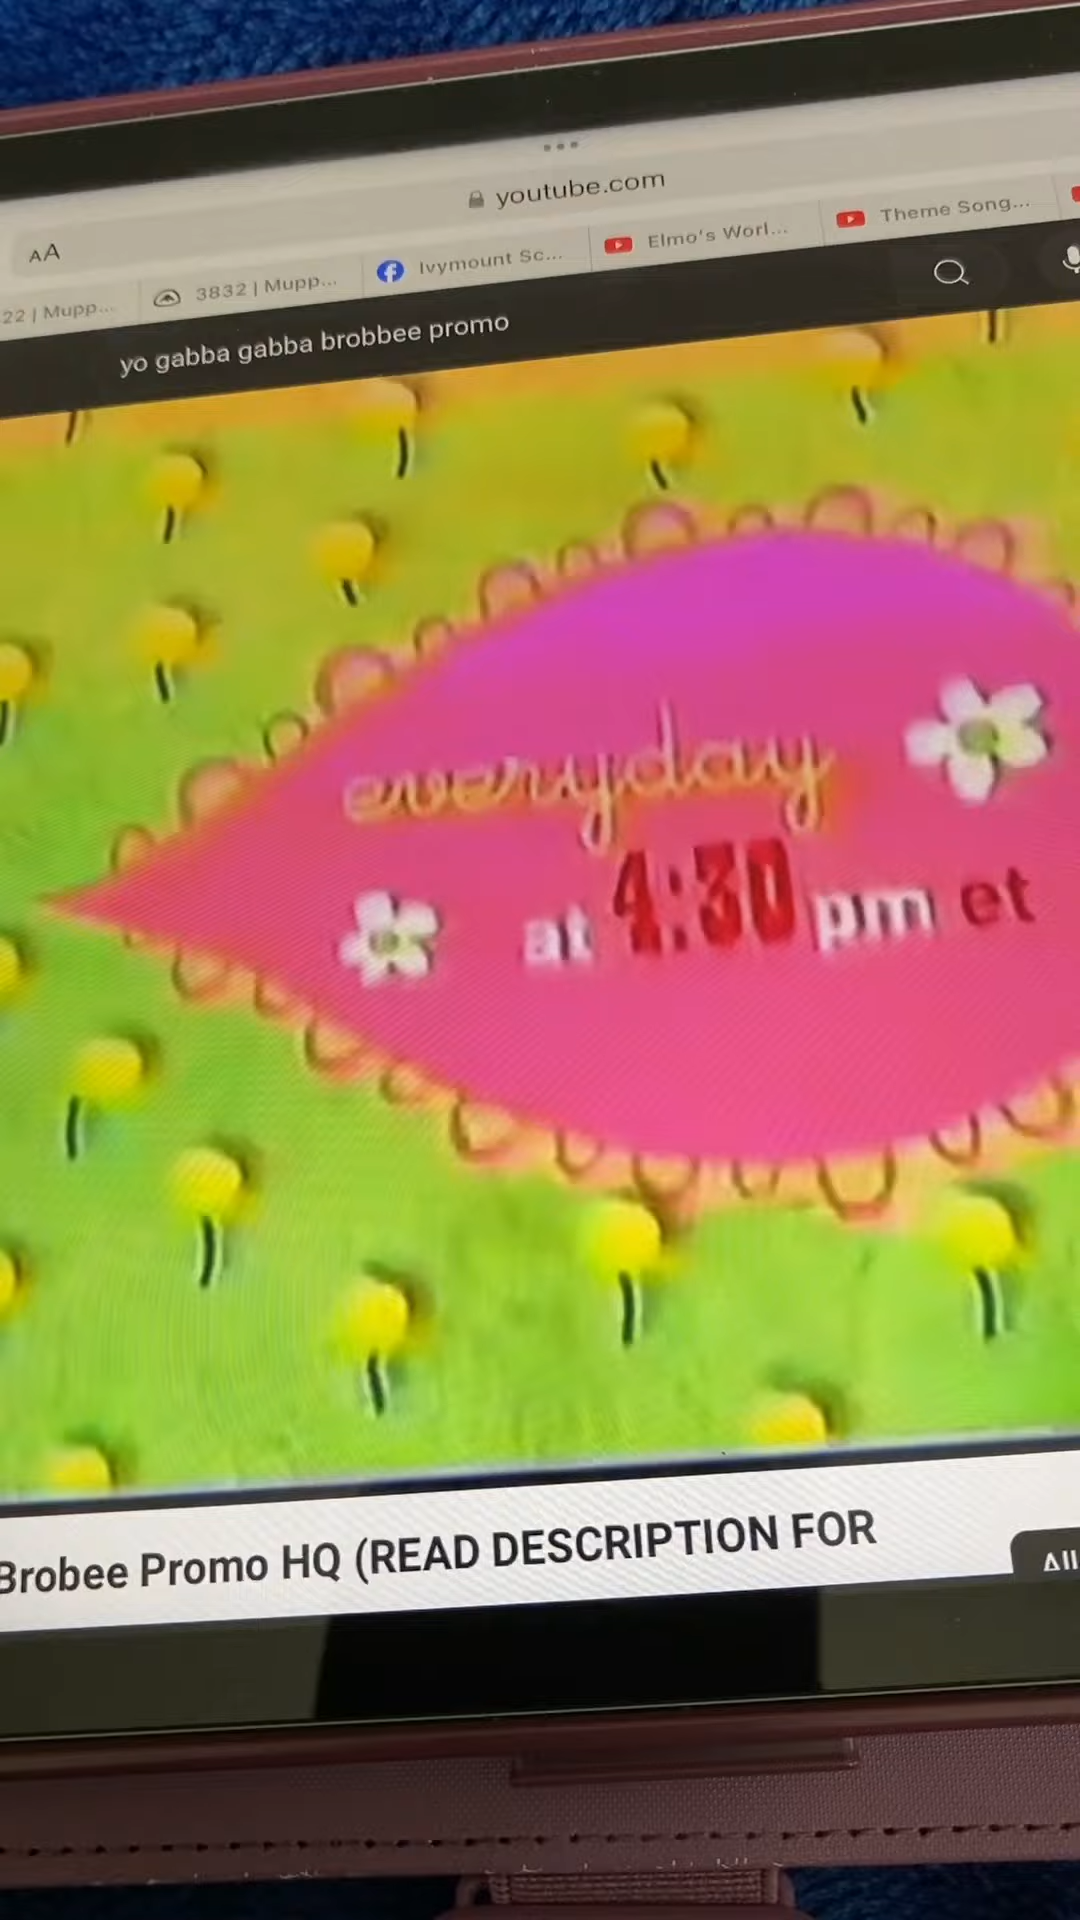 youtube.com
AA
22 | Mupp...
3832 | Mupp...
Ivymount Sc...
Elmo's Worl...
Theme Song...
yo gabba gabba brobbee promo
everyday
at 4:30 pm et
Brobee Promo HQ (READ DESCRIPTION FOR
All